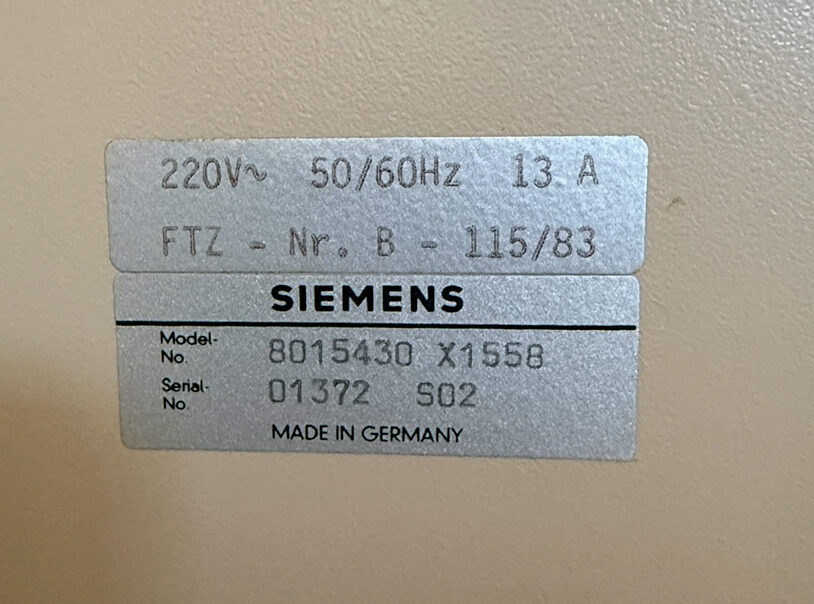 220V~ 50/60Hz 13 A
FTZ - Nr. B - 115/83
SIEMENS
Model-
No. 8015430 X1558
Serial-
No. 01372 S02
MADE IN GERMANY